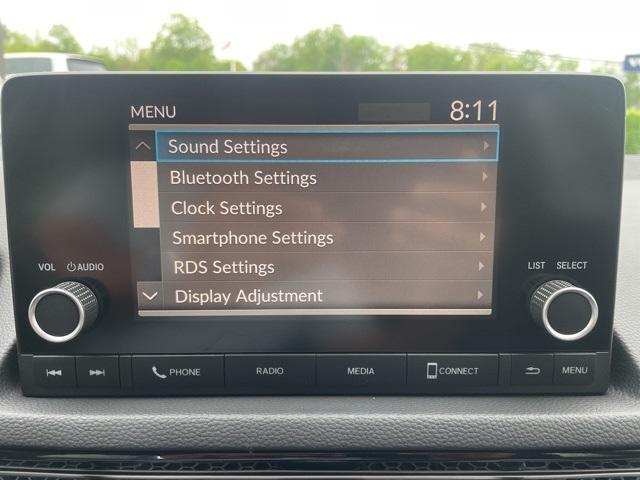 MENU 8:11
Sound Settings
Bluetooth Settings
Clock Settings
Smartphone Settings
RDS Settings
Display Adjustment
VOL AUDIO
LIST SELECT
PHONE RADIO MEDIA CONNECT MENU